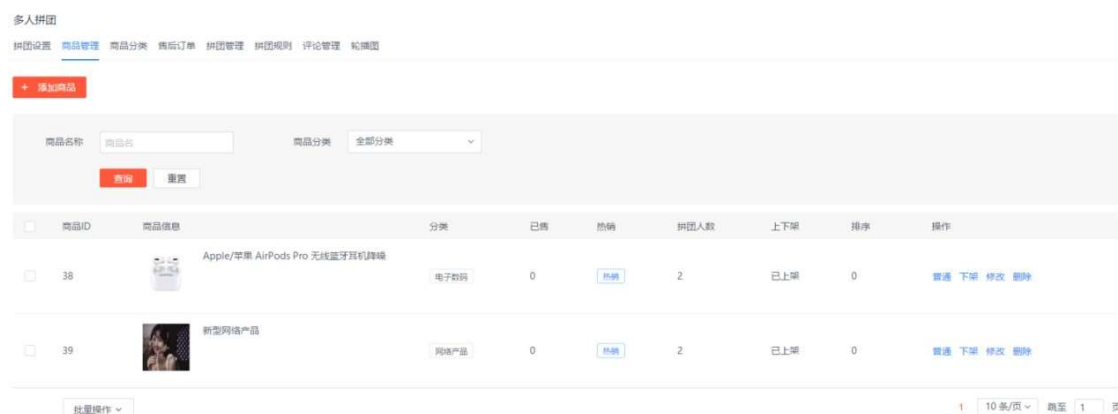 多人拼团
拼团设置 商品管理 商品分类 售后订单 拼团管理 拼团规则 评论管理 轮播图
+ 添加商品
商品名称 商品名 商品分类 全部分类
查询 重置
商品ID 商品信息 分类 已售 热销 拼团人数 上下架 排序 操作
Apple/苹果 AirPods Pro 无线蓝牙耳机降噪
38 电子数码 0 热销 2 已上架 0 普通 下架 修改 删除
新型网络产品
39 网络产品 0 热销 2 已上架 0 普通 下架 修改 删除
批量操作 1 10 条/页 跳至 1 页